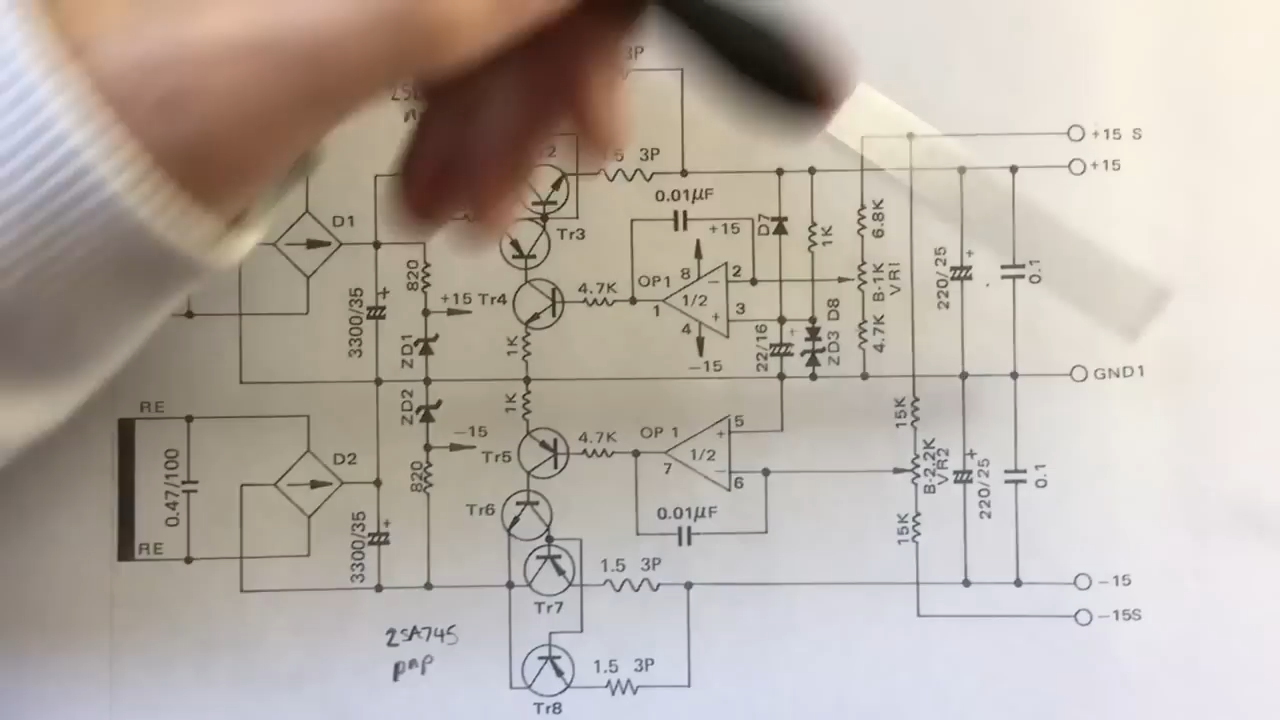 3P
+15 S
3P
+15
0.01µF
D1
Tr3
+15
D7
1K
6.8K
OP1
8
2
B-1K
VR1
220/25
+
0.1
820
4.7K
1/2
3300/35
+
+15
Tr4
1
3
D8
ZD3
4.7K
4
22/16
+
ZD1
1K
-15
GND1
RE
ZD2
1K
15K
0.47/100
D2
-15
4.7K
OP 1
5
B-2.2K
VR2
+
Tr5
7
1/2
6
220/25
0.1
820
Tr6
0.01µF
15K
3300/35
+
RE
1.5 3P
-15
Tr7
-15S
2SA745
pnp
1.5 3P
Tr8